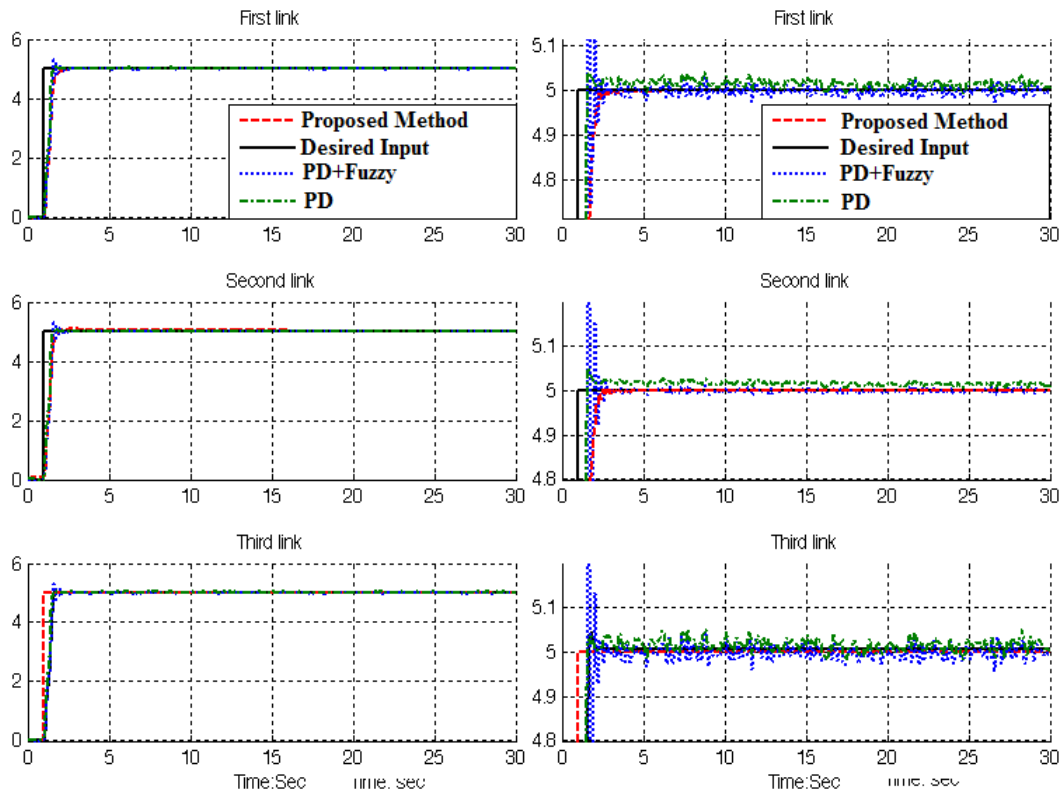 First link
6
4
2
0
0 5 10 15 20 25 30
Proposed Method
Desired Input
PD+Fuzzy
PD
First link
5.1
5
4.9
4.8
0 5 10 15 20 25 30
Proposed Method
Desired Input
PD+Fuzzy
PD
Second link
6
4
2
0
0 5 10 15 20 25 30
Second link
5.1
5
4.9
4.8
0 5 10 15 20 25 30
Third link
6
4
2
0
0 5 10 15 20 25 30
Time:Sec Time: Sec
Third link
5.1
5
4.9
4.8
0 5 10 15 20 25 30
Time:Sec Time: Sec